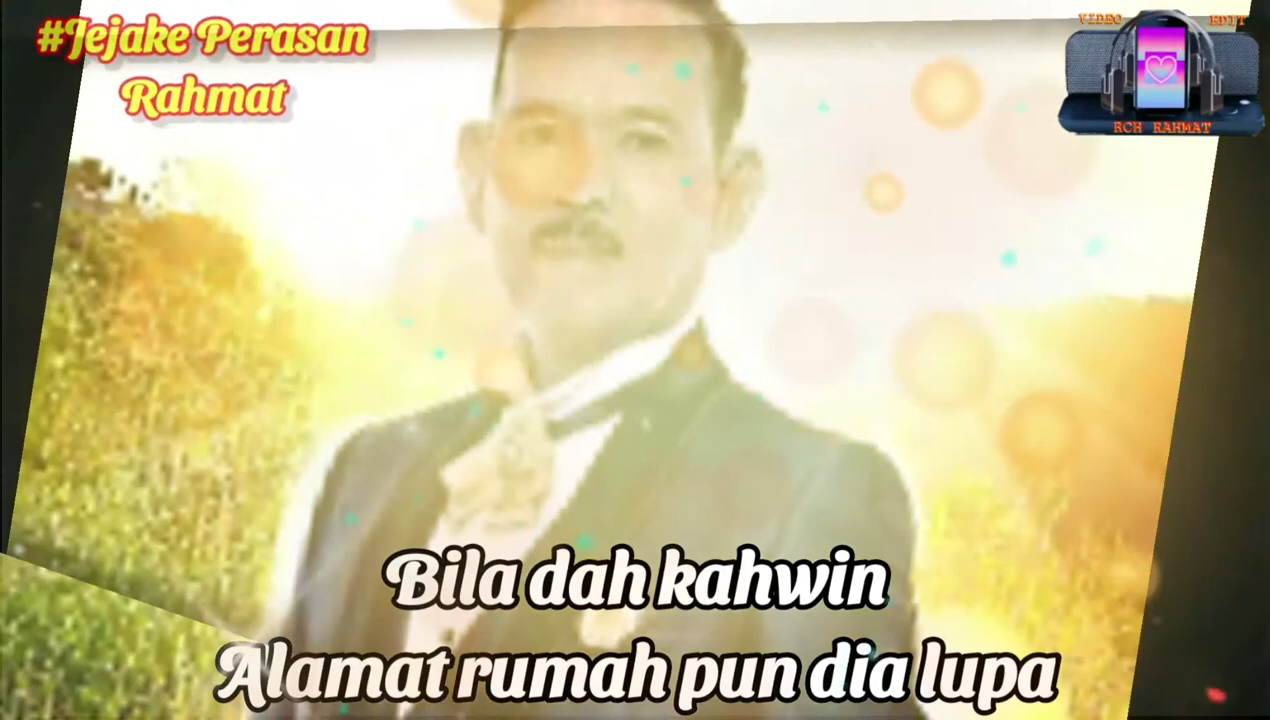 #Jejake Perasan
Rahmat
VIDEO EDIT
RCH RAHMAT
Bila dah kahwin
Alamat rumah pun dia lupa